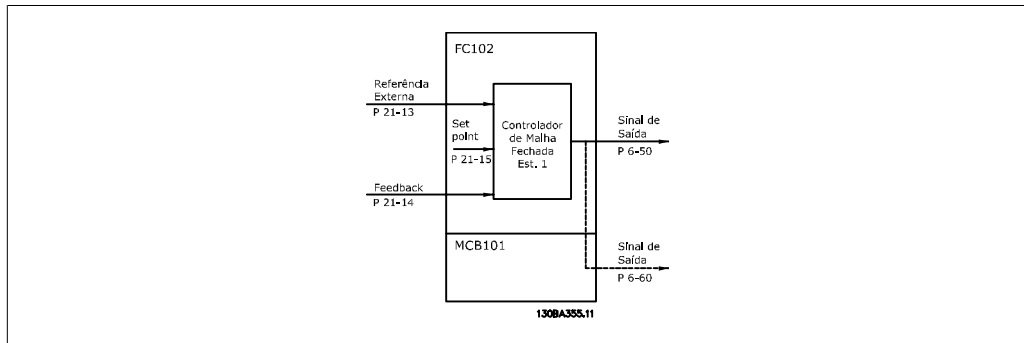 FC102
Referência
Externa
P 21-13
Set
point
P 21-15
Controlador
de Malha
Fechada
Est. 1
Sinal de
Saída
P 6-50
Feedback
P 21-14
MCB101
Sinal de
Saída
P 6-60
130BA355.11